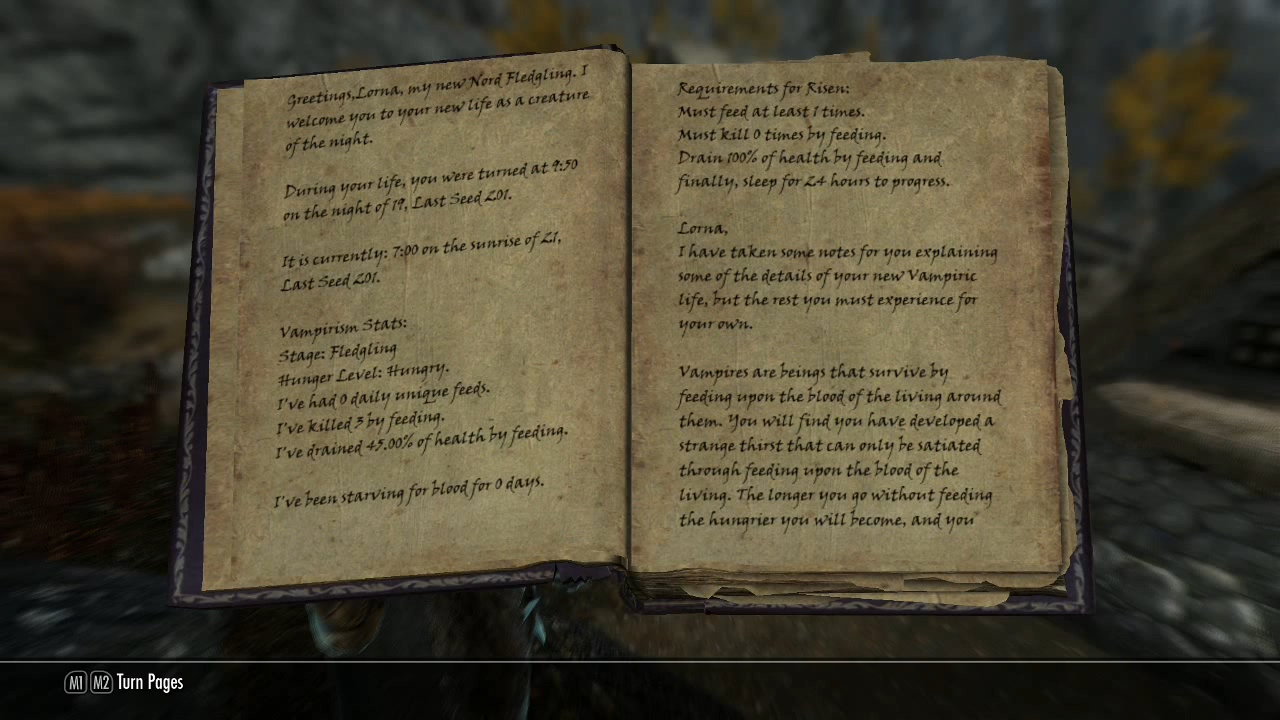 Greetings,Lorna, my new Nord Fledgling. I
welcome you to your new life as a creature
of the night.
During your life, you were turned at 9:50
on the night of 19, Last Seed 201.
It is currently: 7:00 on the sunrise of 21,
Last Seed 201.
Vampirism Stats:
Stage: Fledgling
Hunger Level: Hungry.
I've had 0 daily unique feeds.
I've killed 3 by feeding.
I've drained 45.00% of health by feeding.
I've been starving for blood for 0 days.
Requirements for Risen:
Must feed at least 1 times.
Must kill 0 times by feeding.
Drain 100% of health by feeding and
finally, sleep for 24 hours to progress.
Lorna,
I have taken some notes for you explaining
some of the details of your new Vampiric
life, but the rest you must experience for
your own.
Vampires are beings that survive by
feeding upon the blood of the living around
them. You will find you have developed a
strange thirst that can only be satiated
through feeding upon the blood of the
living. The longer you go without feeding
the hungrier you will become, and you
M1 M2 Turn Pages